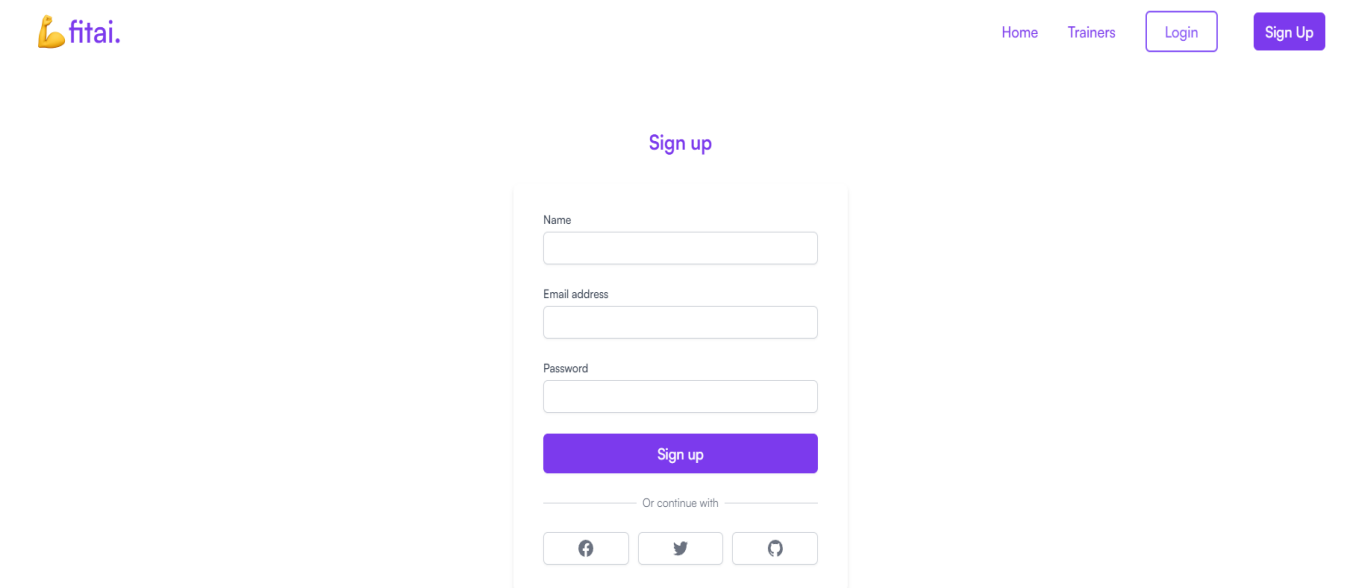 fitai.
Home Trainers Login Sign Up
Sign up
Name
Email address
Password
Sign up
Or continue with